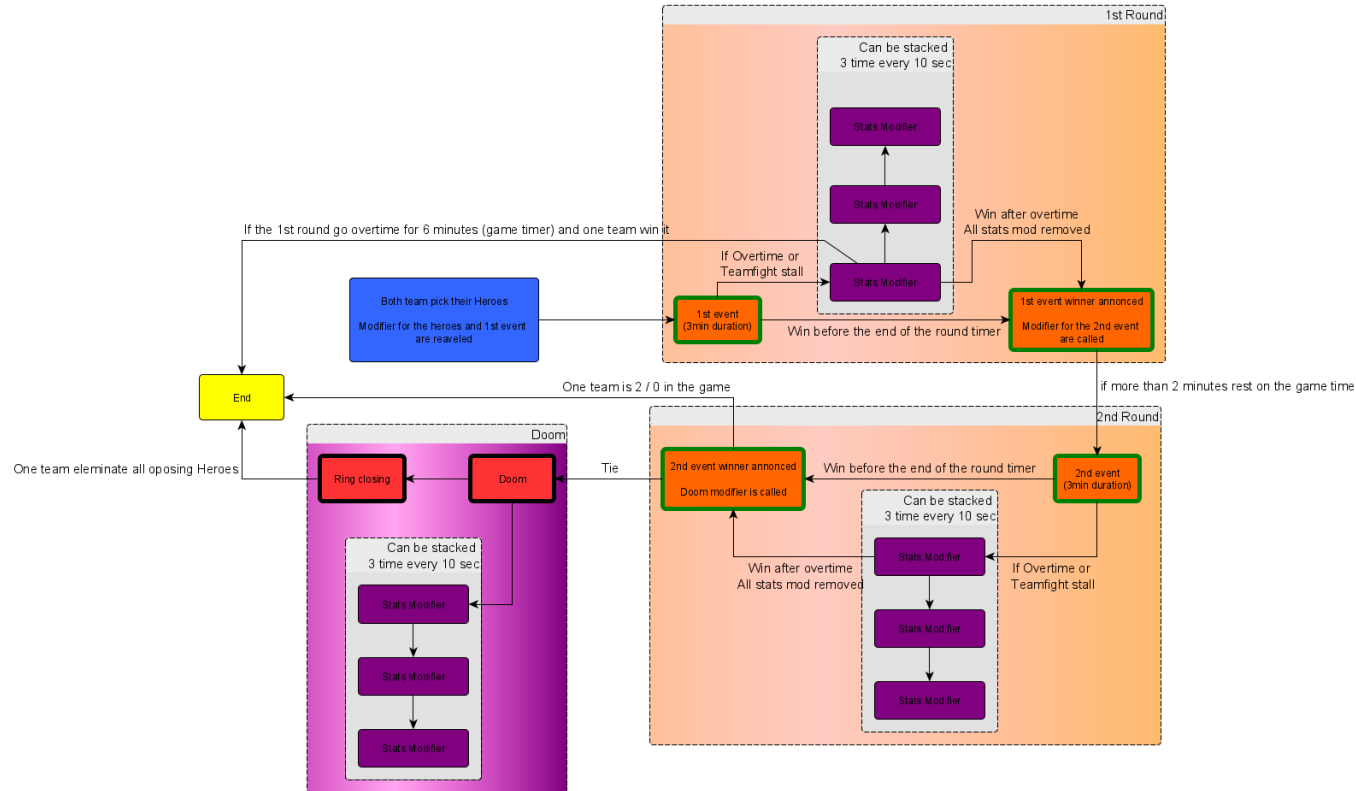 1st Round
Can be stacked
3 time every 10 sec
Stats Modifier
Stats Modifier
Stats Modifier
If the 1st round go overtime for 6 minutes (game timer) and one team win it
Win after overtime
All stats mod removed
If Overtime or
Teamfight stall
Both team pick their Heroes
Modifier for the heroes and 1st event
are reaveled
1st event
(3min duration)
Win before the end of the round timer
1st event winner annonced
Modifier for the 2nd event
are called
if more than 2 minutes rest on the game time
End
One team is 2 / 0 in the game
2nd Round
2nd event winner annonced
Doom modifier is called
Win before the end of the round timer
2nd event
(3min duration)
Can be stacked
3 time every 10 sec
Stats Modifier
Stats Modifier
Stats Modifier
Win after overtime
All stats mod removed
If Overtime or
Teamfight stall
Tie
Doom
One team eleminate all oposing Heroes
Ring closing
Doom
Can be stacked
3 time every 10 sec
Stats Modifier
Stats Modifier
Stats Modifier